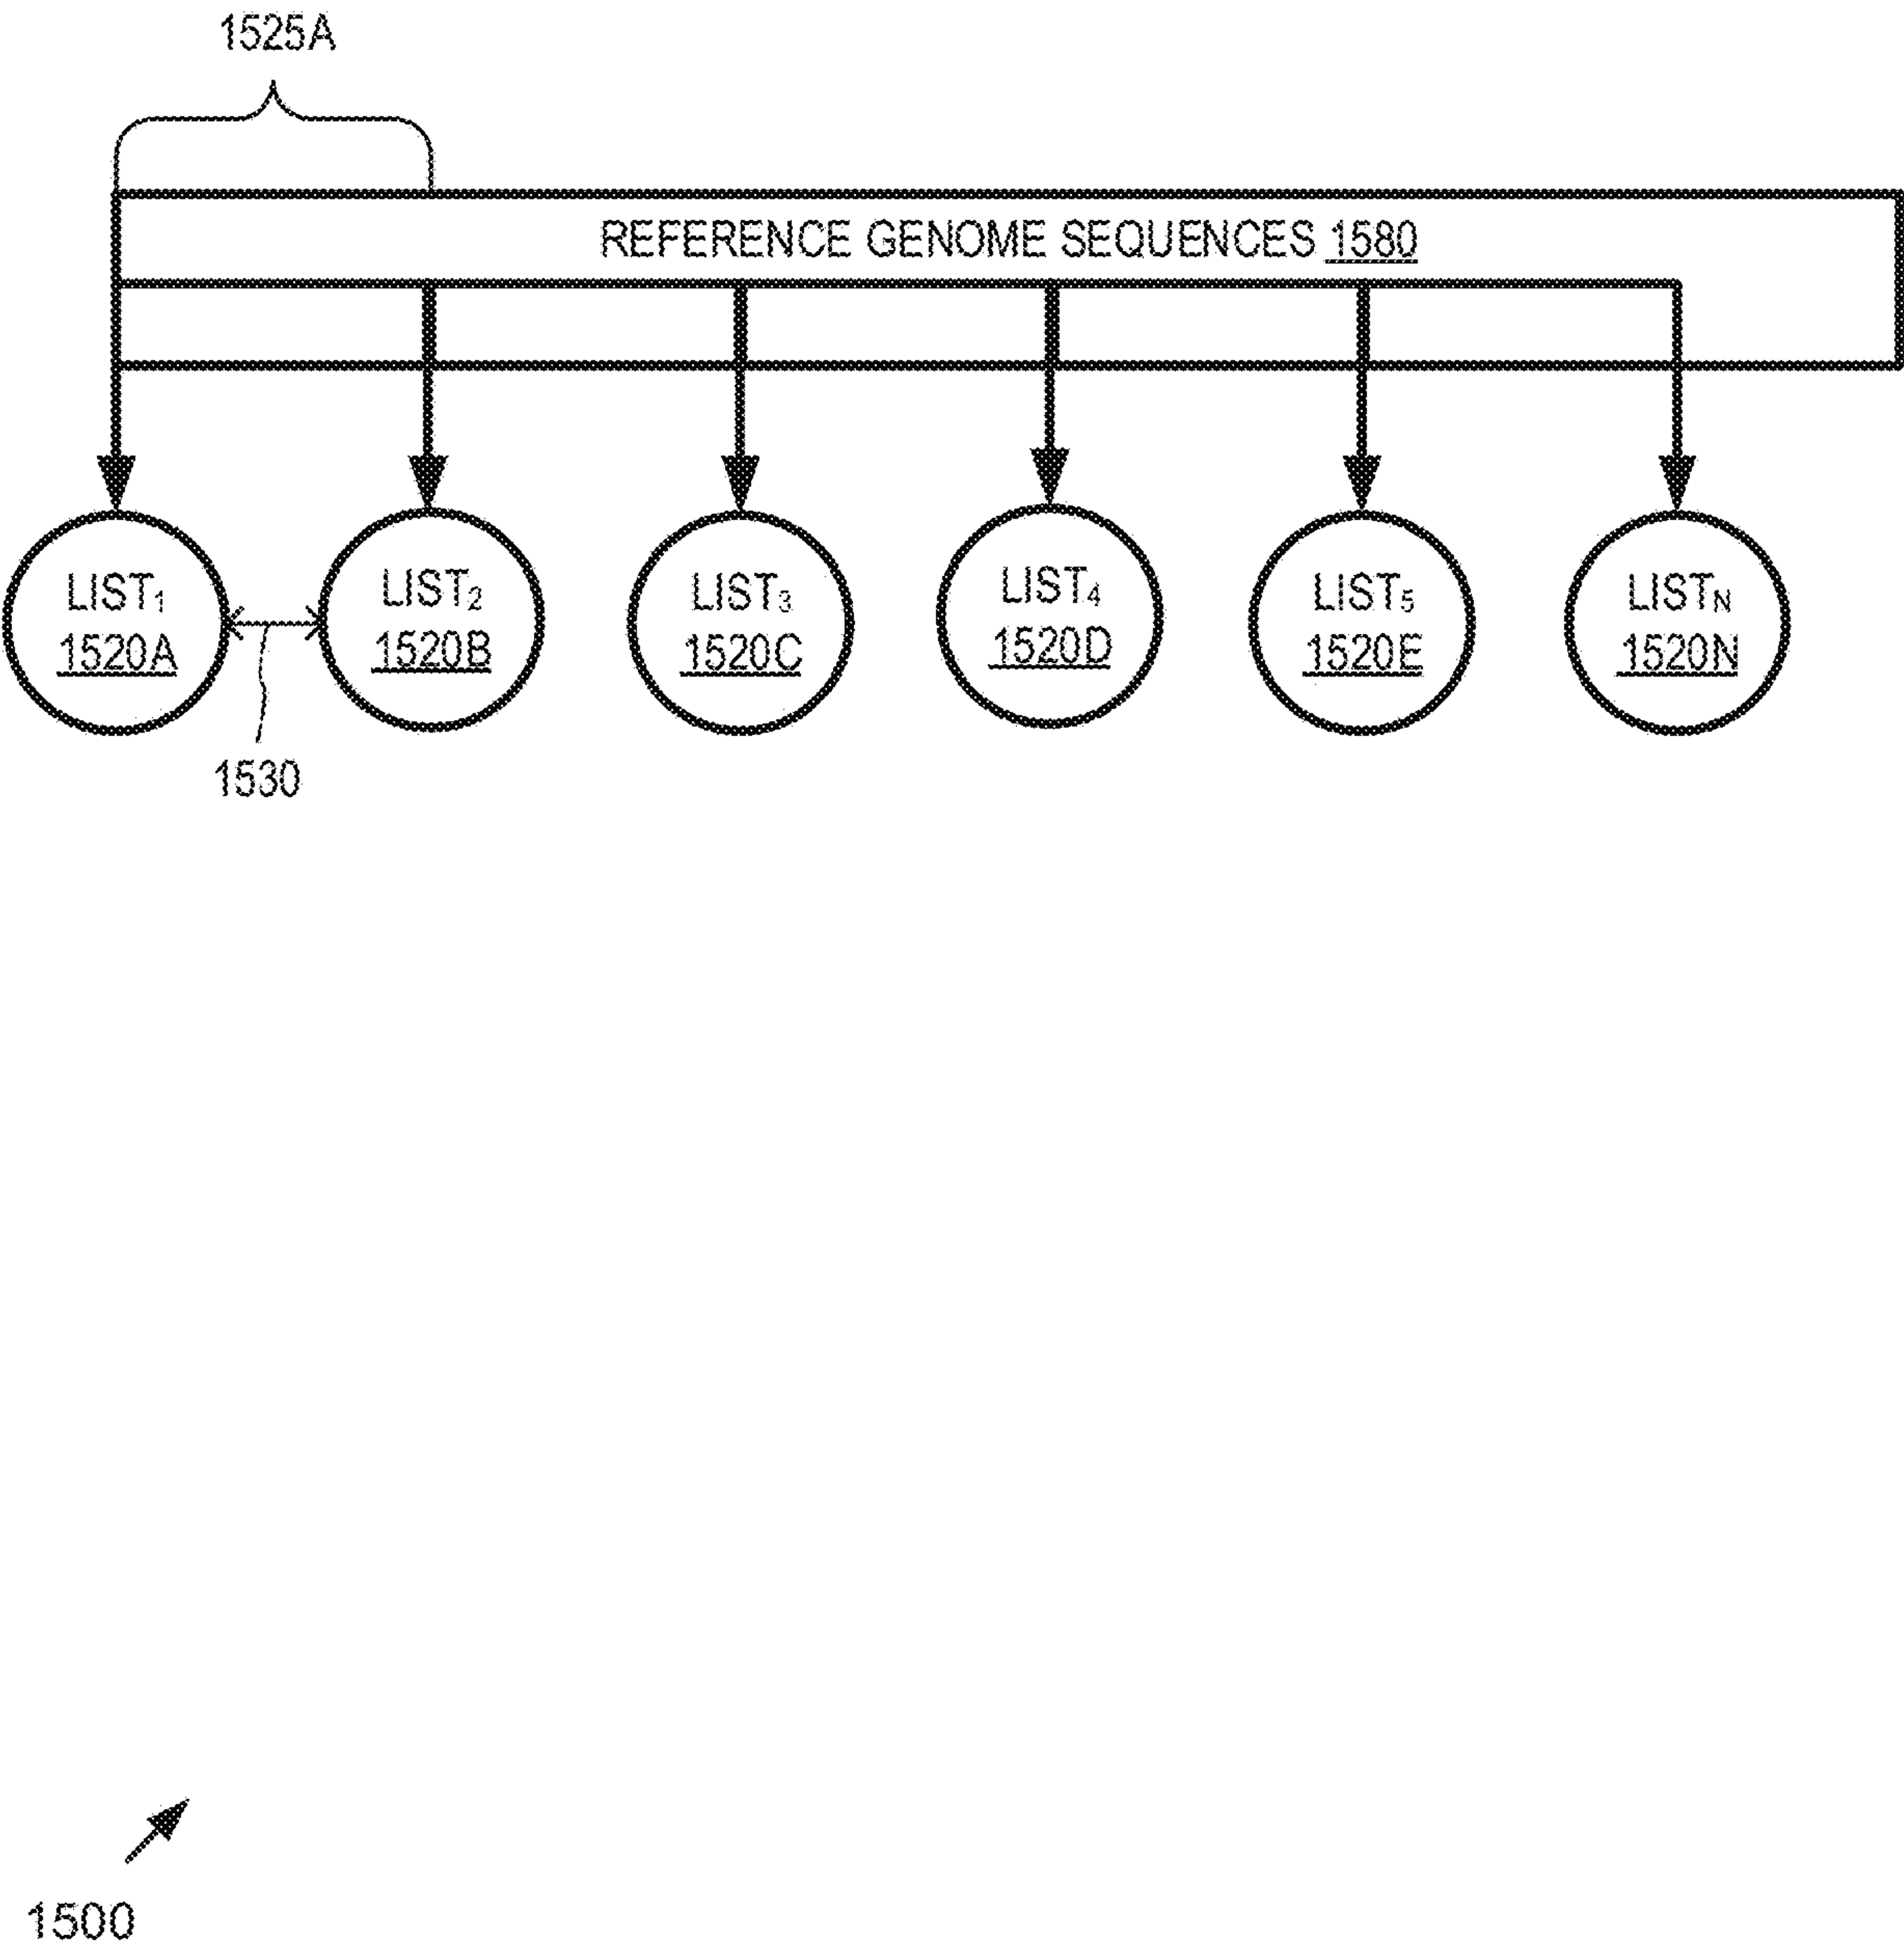 1525A
REFERENCE GENOME SEQUENCES 1580
LIST₁ LIST₂ LIST₃ LIST₄ LIST₅ LISTN
1520A 1520B 1520C 1520D 1520E 1520N
1530
1500